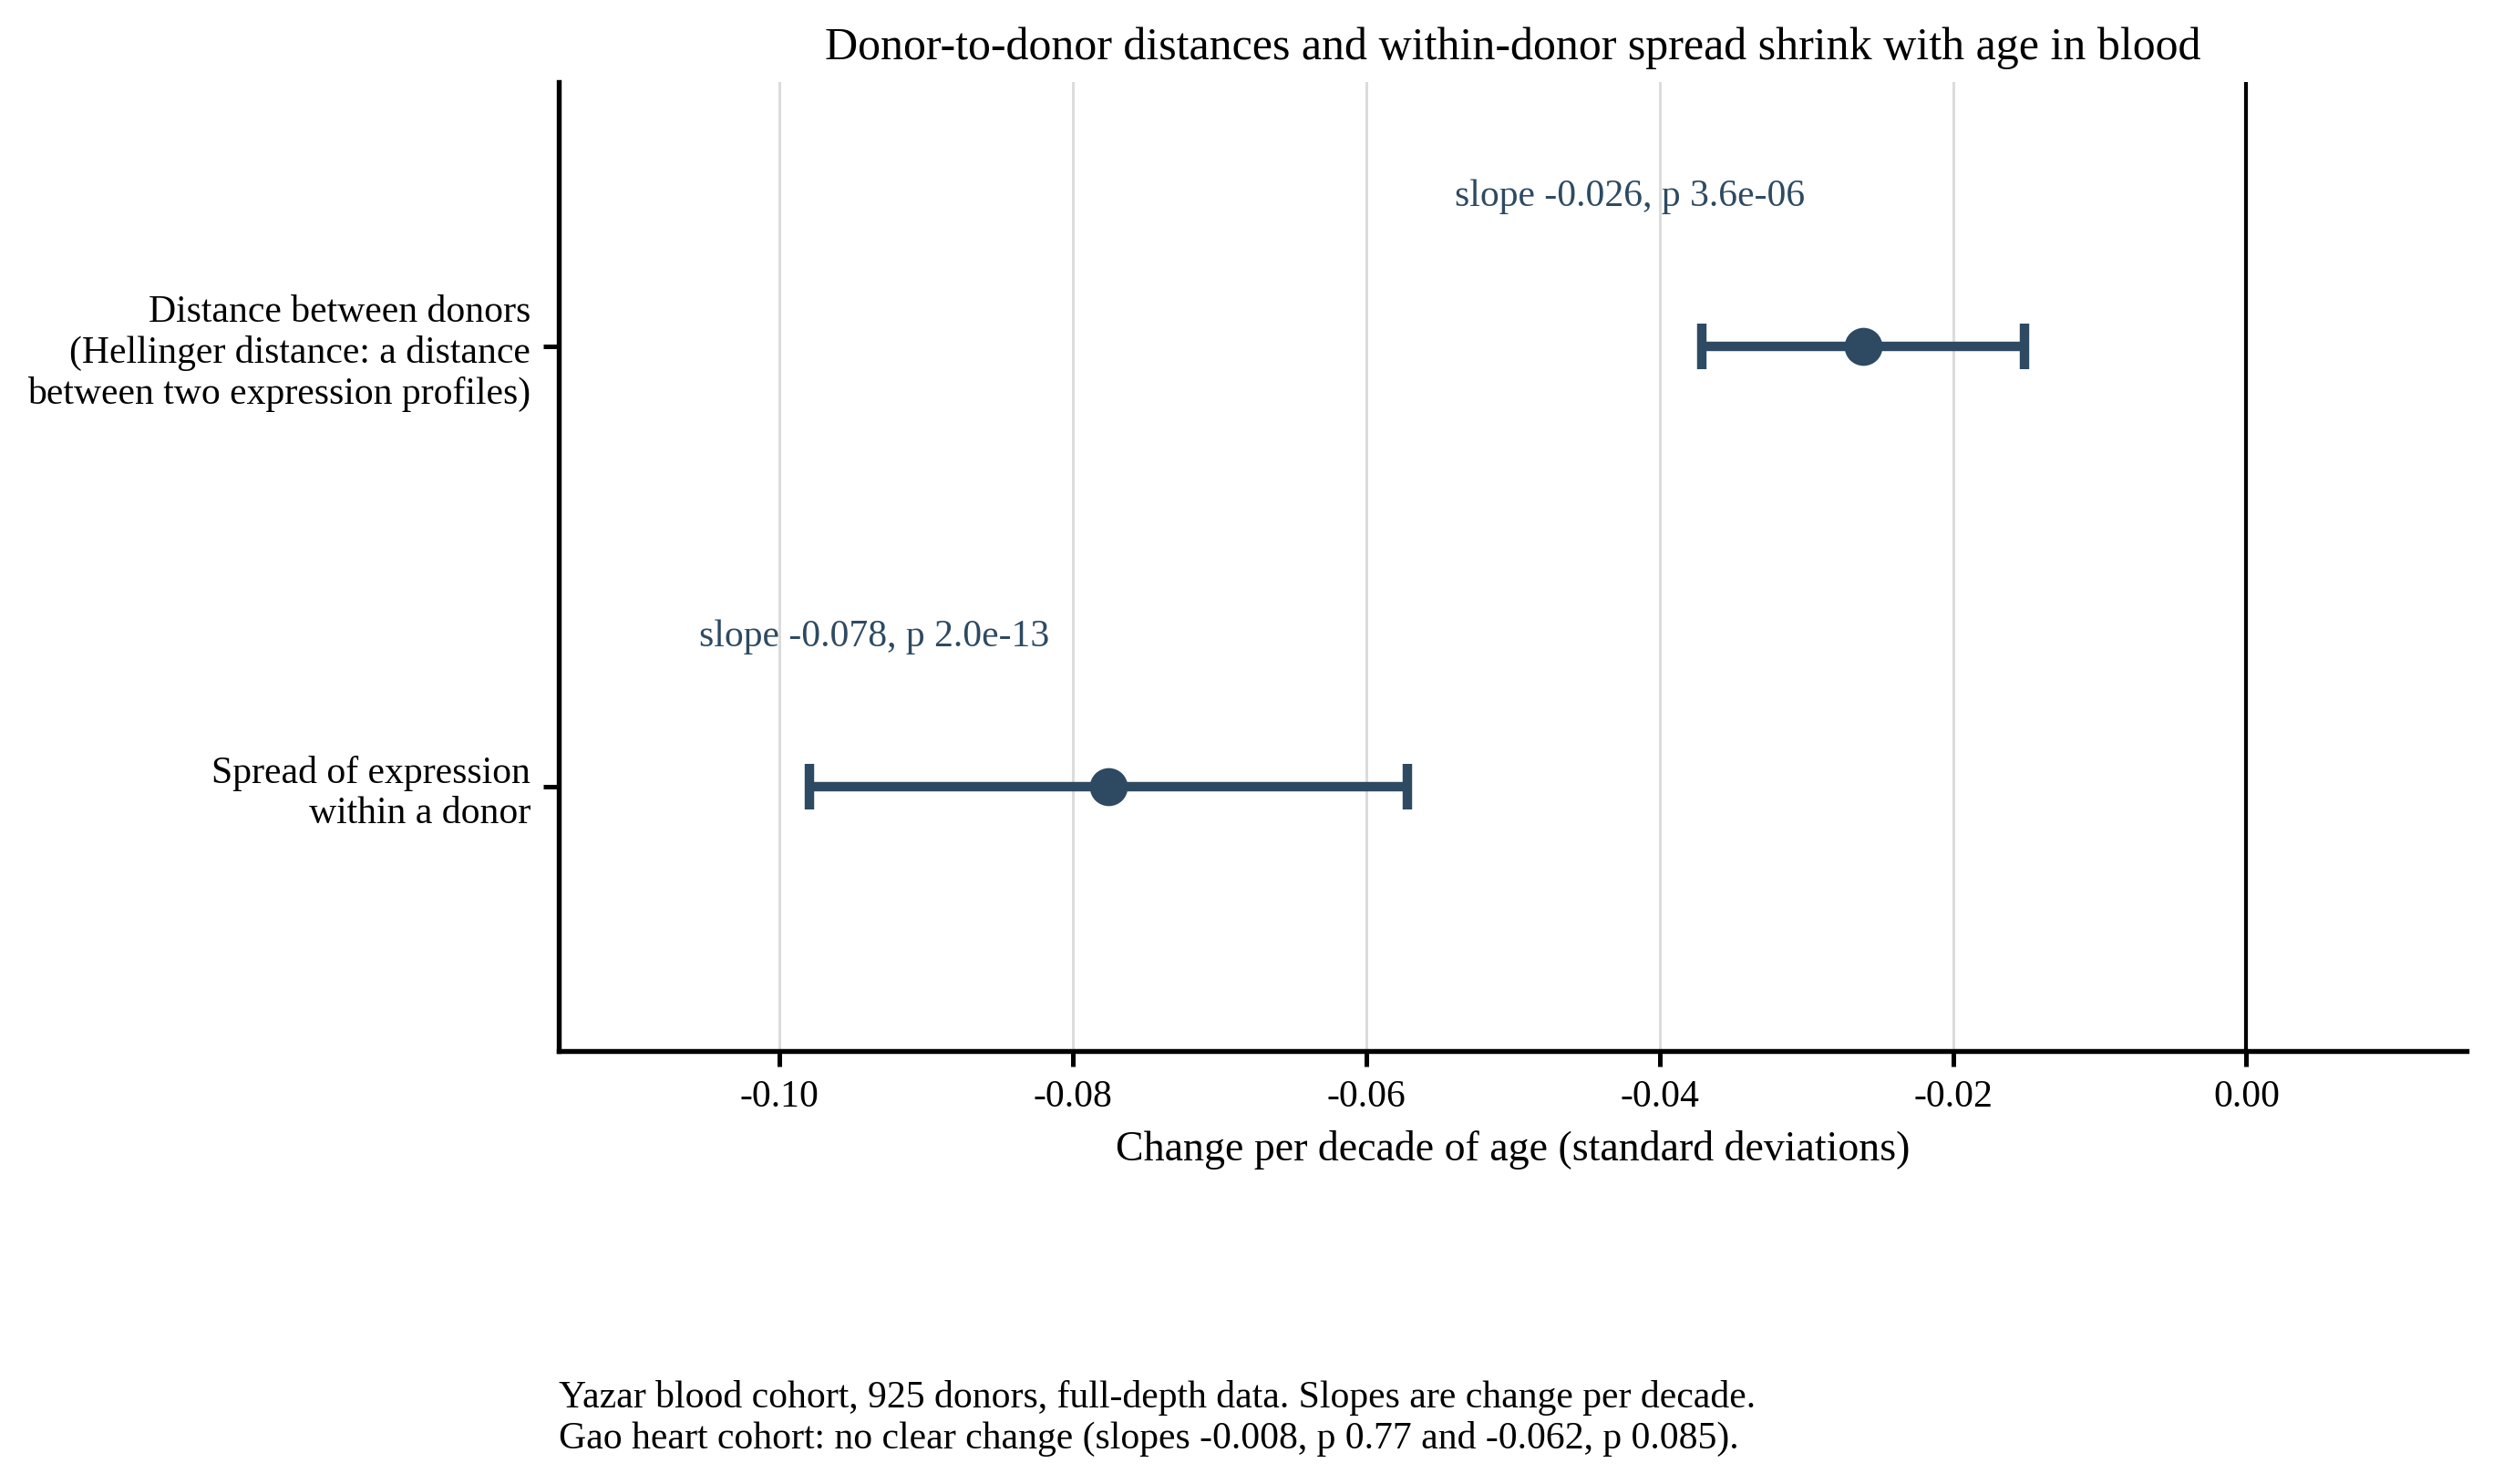 Donor-to-donor distances and within-donor spread shrink with age in blood
slope -0.026, p 3.6e-06
Distance between donors
(Hellinger distance: a distance
between two expression profiles)
slope -0.078, p 2.0e-13
Spread of expression
within a donor
-0.10
-0.08
-0.06
-0.04
-0.02
0.00
Change per decade of age (standard deviations)
Yazar blood cohort, 925 donors, full-depth data. Slopes are change per decade.
Gao heart cohort: no clear change (slopes -0.008, p 0.77 and -0.062, p 0.085).